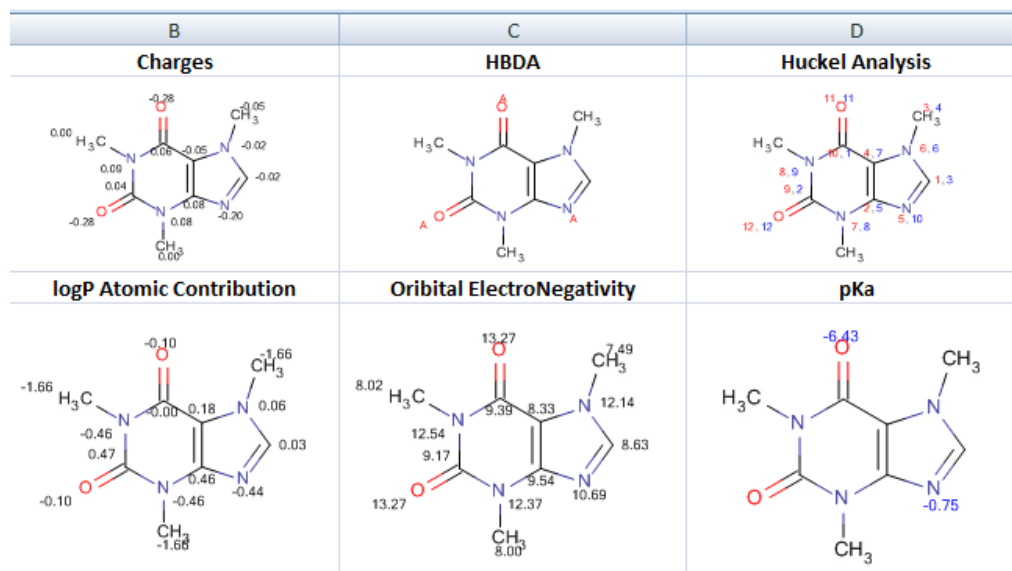 B C D
Charges HBDA Huckel Analysis
-0.28 A 11, 11
O O O
-0.05 3, 4
CH3 CH3 CH3
0.00 H3C 0.06 -0.05 N -0.02 H3C N H3C 10, 1 4, 7 N 6, 6
N N N
0.09 8, 9
0.04 -0.02 9, 2 1, 3
O 0.08 N O N O 2, 5 N
-0.28 N 0.08 -0.20 A N A 12, 12 N 7, 8 5, 10
CH3 CH3 CH3
0.00
logP Atomic Contribution Oribital ElectroNegativity pKa
-0.10 13.27 -6.43
O O O
-1.66 7.49
CH3 CH3 CH3
-1.66 H3C 8.02 H3C H3C
N -0.00 0.18 N 0.06 N 9.39 8.33 N 12.14 N N
-0.46 12.54
0.47 0.03 9.17 8.63
O 0.46 N O 9.54 N O N
-0.10 N -0.46 -0.44 13.27 N 12.37 10.69 N -0.75
CH3 CH3 CH3
-1.66 8.00